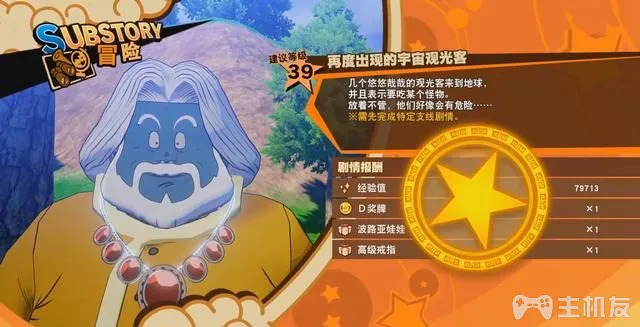 SUBSTORY
冒险
建议等级
39
再度出现的宇宙观光客
几个悠悠哉哉的观光客来到地球，
并且表示要吃某个怪物。
放着不管，他们好像会有危险……
※需先完成特定支线剧情。
剧情报酬
经验值 79713
D奖牌 ×1
波路亚娃娃 ×1
高级戒指 ×1
主机友